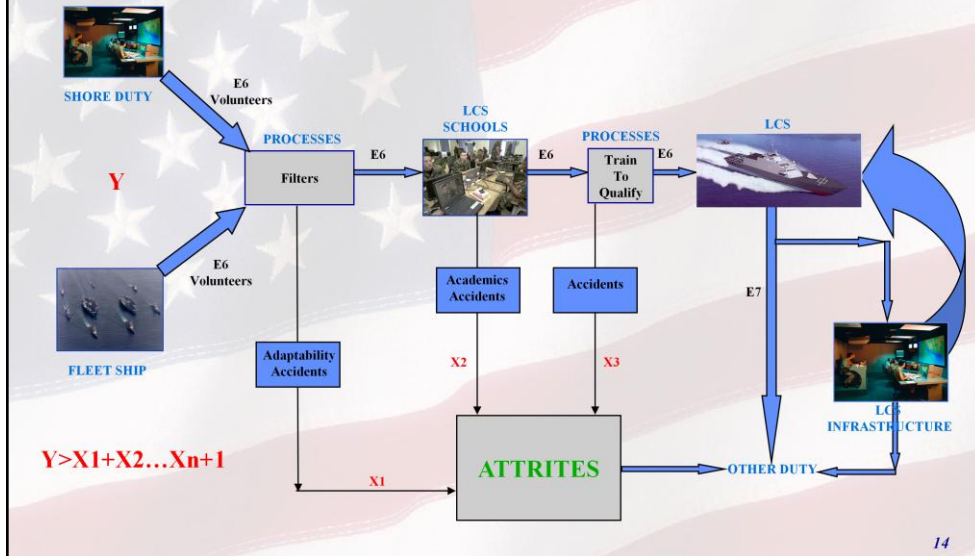 E6
Volunteers
SHORE DUTY
PROCESSES
LCS
SCHOOLS
PROCESSES
LCS
Y
Filters
E6
E6
Train
To
Qualify
E6
E6
Volunteers
Academics
Accidents
Accidents
E7
FLEET SHIP
Adaptability
Accidents
X2
X3
LCS
INFRASTRUCTURE
Y>X1+X2...Xn+1
X1
ATTRITES
OTHER DUTY
14